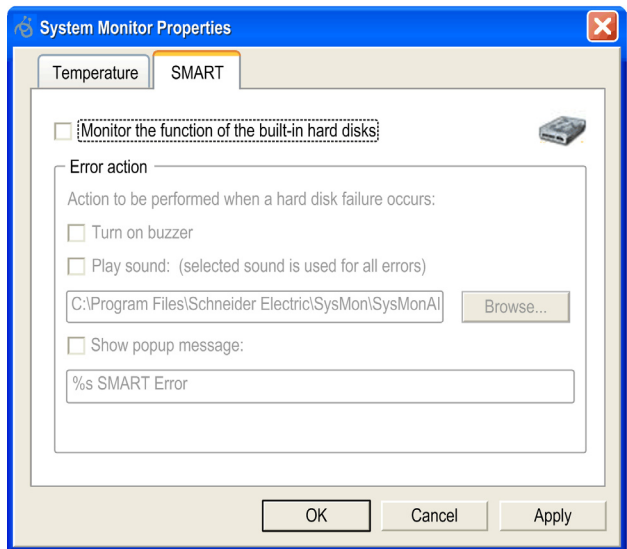 System Monitor Properties
Temperature
SMART
Monitor the function of the built-in hard disks
Error action
Action to be performed when a hard disk failure occurs:
Turn on buzzer
Play sound: (selected sound is used for all errors)
C:\Program Files\Schneider Electric\SysMon\SysMonAl
Browse...
Show popup message:
%s SMART Error
OK
Cancel
Apply